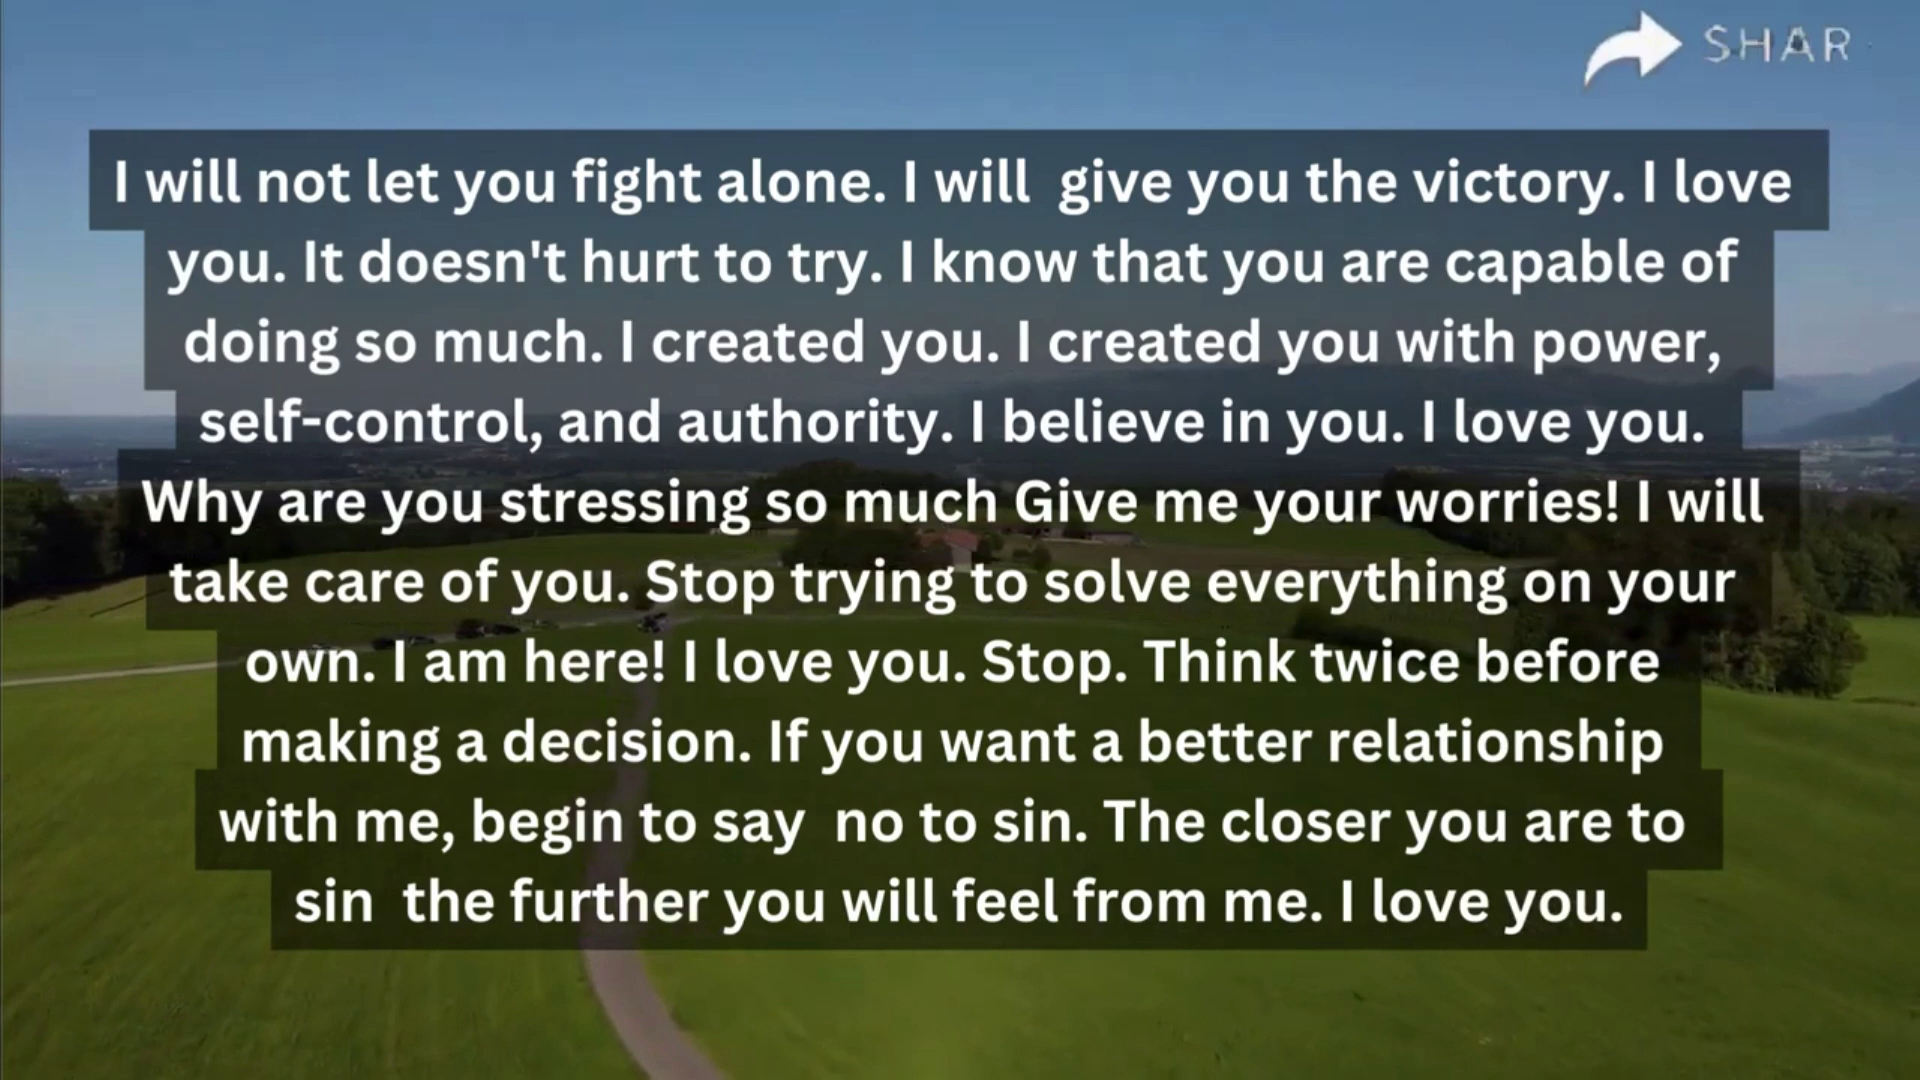 SHAR
I will not let you fight alone. I will  give you the victory. I love
you. It doesn't hurt to try. I know that you are capable of
doing so much. I created you. I created you with power,
self-control, and authority. I believe in you. I love you.
Why are you stressing so much Give me your worries! I will
take care of you. Stop trying to solve everything on your
own. I am here! I love you. Stop. Think twice before
making a decision. If you want a better relationship
with me, begin to say  no to sin. The closer you are to
sin  the further you will feel from me. I love you.